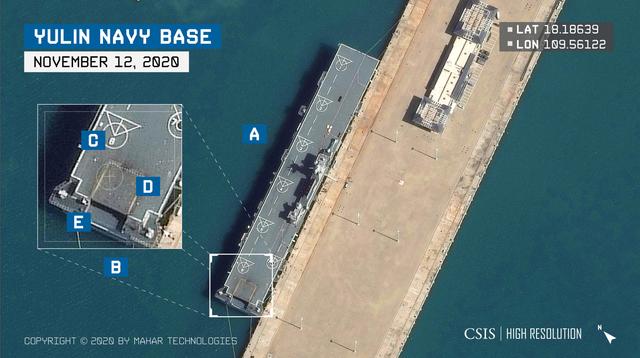 YULIN NAVY BASE
NOVEMBER 12, 2020
LAT 18.18639
LON 109.56122
A
C
D
E
B
COPYRIGHT © 2020 BY MAHAR TECHNOLOGIES
CSIS | HIGH RESOLUTION
N